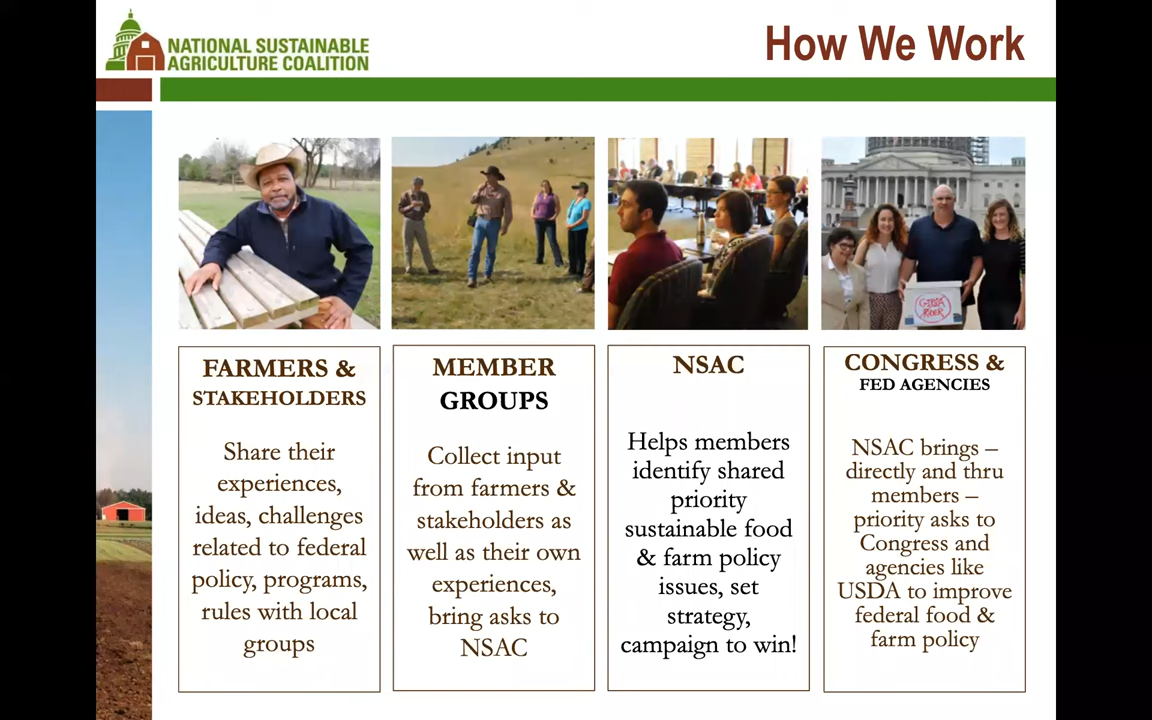 NATIONAL SUSTAINABLE
AGRICULTURE COALITION
How We Work
GIPSA
RIDER
FARMERS &
STAKEHOLDERS
Share their
experiences,
ideas, challenges
related to federal
policy, programs,
rules with local
groups
MEMBER
GROUPS
Collect input
from farmers &
stakeholders as
well as their own
experiences,
bring asks to
NSAC
NSAC
Helps members
identify shared
priority
sustainable food
& farm policy
issues, set
strategy,
campaign to win!
CONGRESS &
FED AGENCIES
NSAC brings –
directly and thru
members –
priority asks to
Congress and
agencies like
USDA to improve
federal food &
farm policy